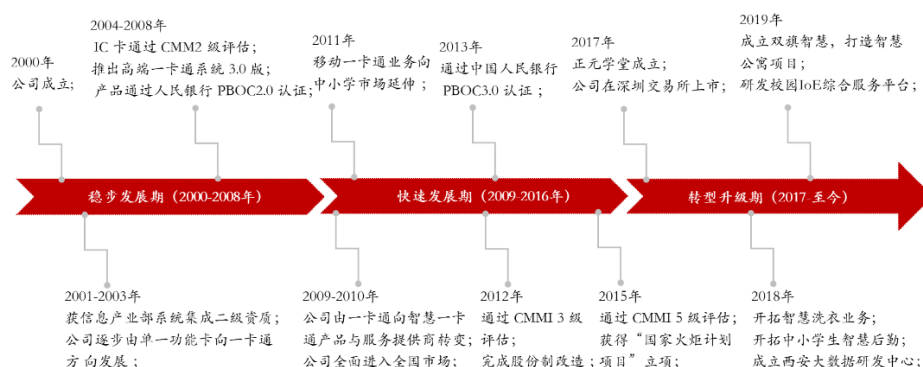 2000年
公司成立;
2004-2008年
IC 卡通过 CMM2 级评估;
推出高端一卡通系统 3.0 版;
产品通过人民银行 PBOC2.0 认证;
2011年
移动一卡通业务向
中小学市场延伸 ;
2013年
通过中国人民银行
PBOC3.0 认证 ;
2017年
正元学堂成立;
公司在深圳交易所上市;
2019年
成立双旗智慧，打造智慧
公寓项目;
研发校园IoE综合服务平台;
稳步发展期（2000-2008年）
快速发展期（2009-2016年）
转型升级期（2017-至今）
2001-2003年
获信息产业部系统集成二级资质;
公司逐步由单一功能卡向一卡通
方向发展 ;
2009-2010年
公司由一卡通向智慧一卡
通产品与服务提供商转变;
公司全面进入全国市场;
2012年
通过 CMMI 3 级
评估;
完成股份制改造 ;
2015年
通过 CMMI 5 级评估;
获得 “国家火炬计划
项目” 立项;
2018年
开拓智慧洗衣业务;
开拓中小学生智慧后勤;
成立西安大数据研发中心;